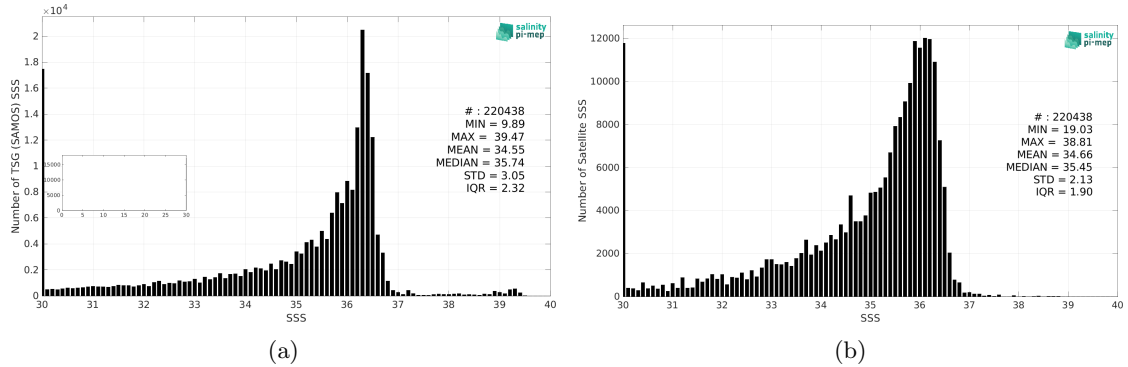 ×10⁴
2
1.8
1.6
1.4
1.2
1
0.8
0.6
0.4
0.2
0
Number of TSG (SAMOS) SSS
salinity
pi-mep
# : 220438
MIN = 9.89
MAX = 39.47
MEAN = 34.55
MEDIAN = 35.74
STD = 3.05
IQR = 2.32
15000
10000
5000
0
0 5 10 15 20 25 30
30 31 32 33 34 35 36 37 38 39 40
SSS
(a)
12000
10000
8000
6000
4000
2000
0
Number of Satellite SSS
salinity
pi-mep
# : 220438
MIN = 19.03
MAX = 38.81
MEAN = 34.66
MEDIAN = 35.45
STD = 2.13
IQR = 1.90
30 31 32 33 34 35 36 37 38 39 40
SSS
(b)